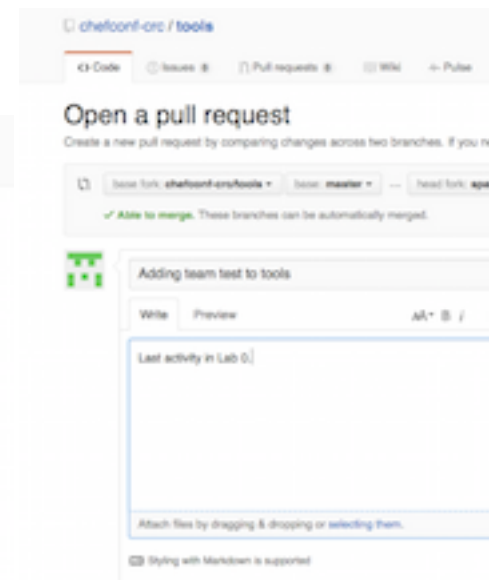 chefconf-crc / tools
Code Issues 0 Pull requests 0 Wiki Pulse
Open a pull request
Create a new pull request by comparing changes across two branches. If you
base fork: chefconf-crc/tools base: master ... head fork:
✓ Able to merge. These branches can be automatically merged.
Adding team test to tools
Write Preview AA B i
Last activity in Lab 0.
Attach files by dragging & dropping or selecting them.
Styling with Markdown is supported